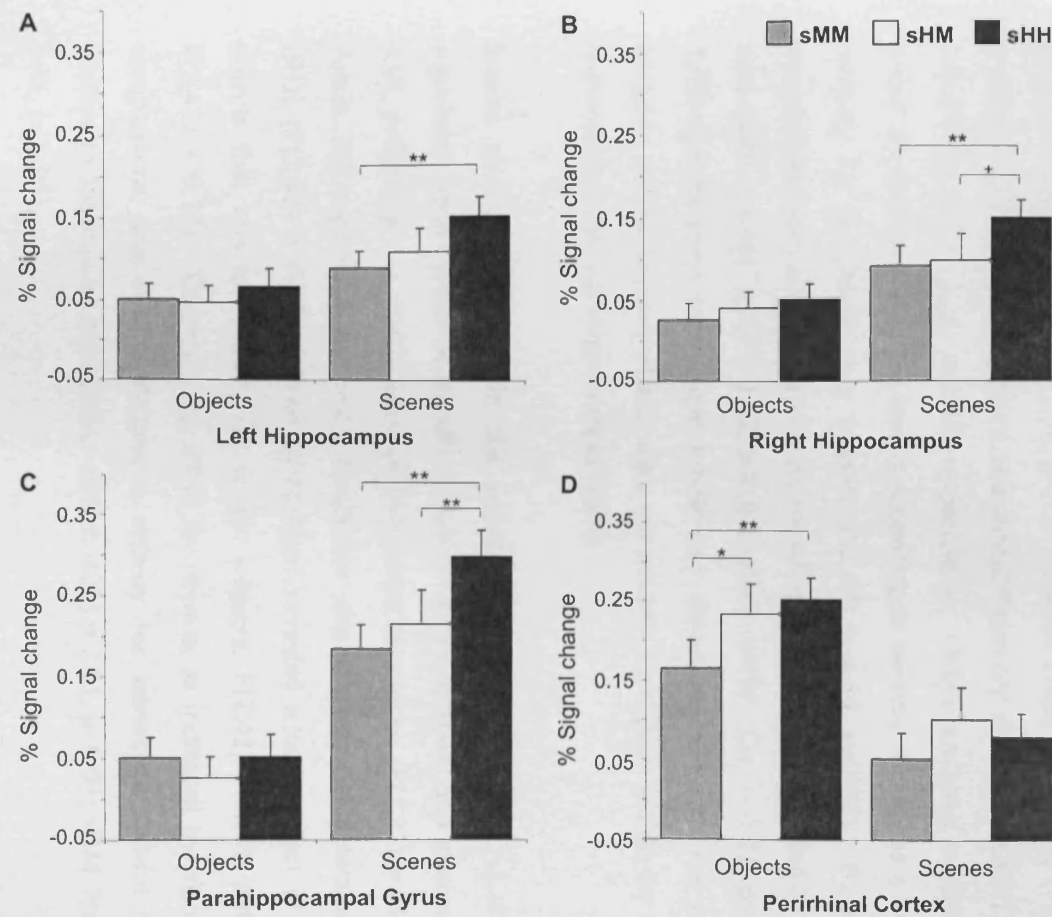 A
% Signal change
0.35
0.25
0.15
0.05
-0.05
**
Objects Scenes
Left Hippocampus
B
sMM sHM sHH
% Signal change
0.35
0.25
0.15
0.05
-0.05
**
+
Objects Scenes
Right Hippocampus
C
% Signal change
0.35
0.25
0.15
0.05
-0.05
**
**
Objects Scenes
Parahippocampal Gyrus
D
% Signal change
0.35
0.25
0.15
0.05
-0.05
**
*
Objects Scenes
Perirhinal Cortex